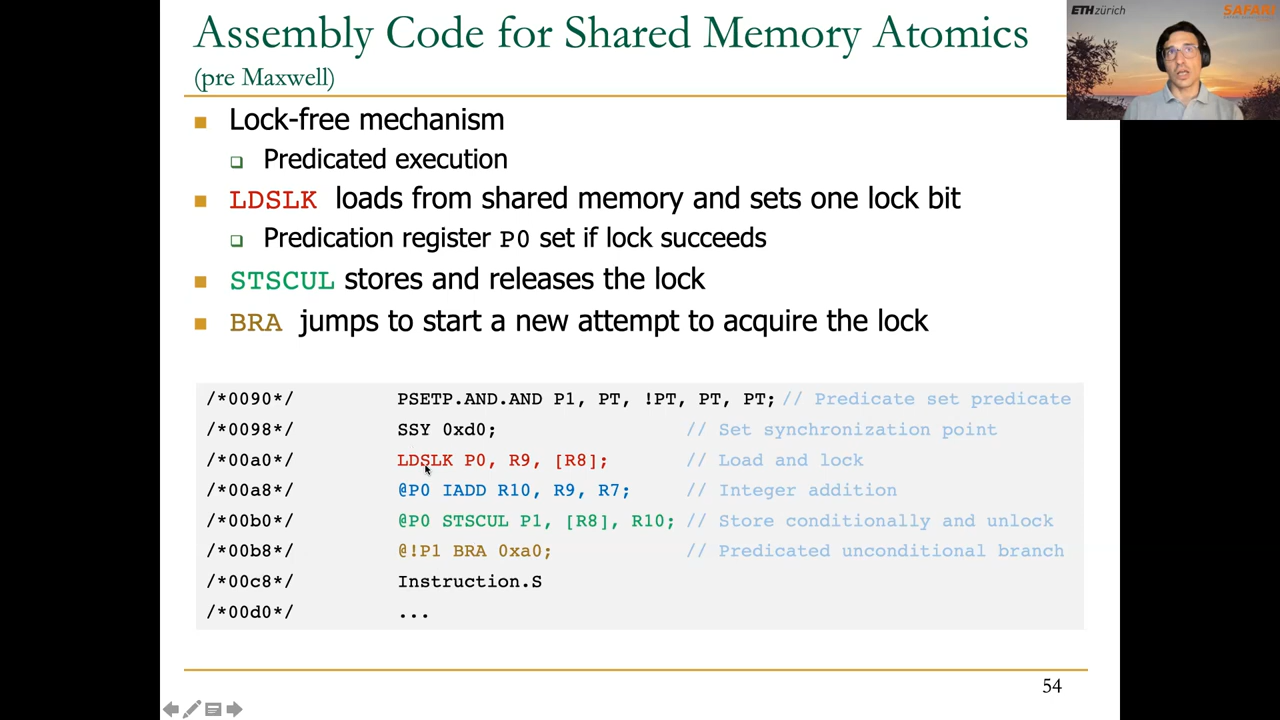 ETH zürich
SAFARI
Assembly Code for Shared Memory Atomics
(pre Maxwell)
Lock-free mechanism
Predicated execution
LDSLK loads from shared memory and sets one lock bit
Predication register P0 set if lock succeeds
STSCUL stores and releases the lock
BRA jumps to start a new attempt to acquire the lock
/*0090*/ PSETP.AND.AND P1, PT, !PT, PT, PT; // Predicate set predicate
/*0098*/ SSY 0xd0; // Set synchronization point
/*00a0*/ LDSLK P0, R9, [R8]; // Load and lock
/*00a8*/ @P0 IADD R10, R9, R7; // Integer addition
/*00b0*/ @P0 STSCUL P1, [R8], R10; // Store conditionally and unlock
/*00b8*/ @!P1 BRA 0xa0; // Predicated unconditional branch
/*00c8*/ Instruction.S
/*00d0*/ ...
54